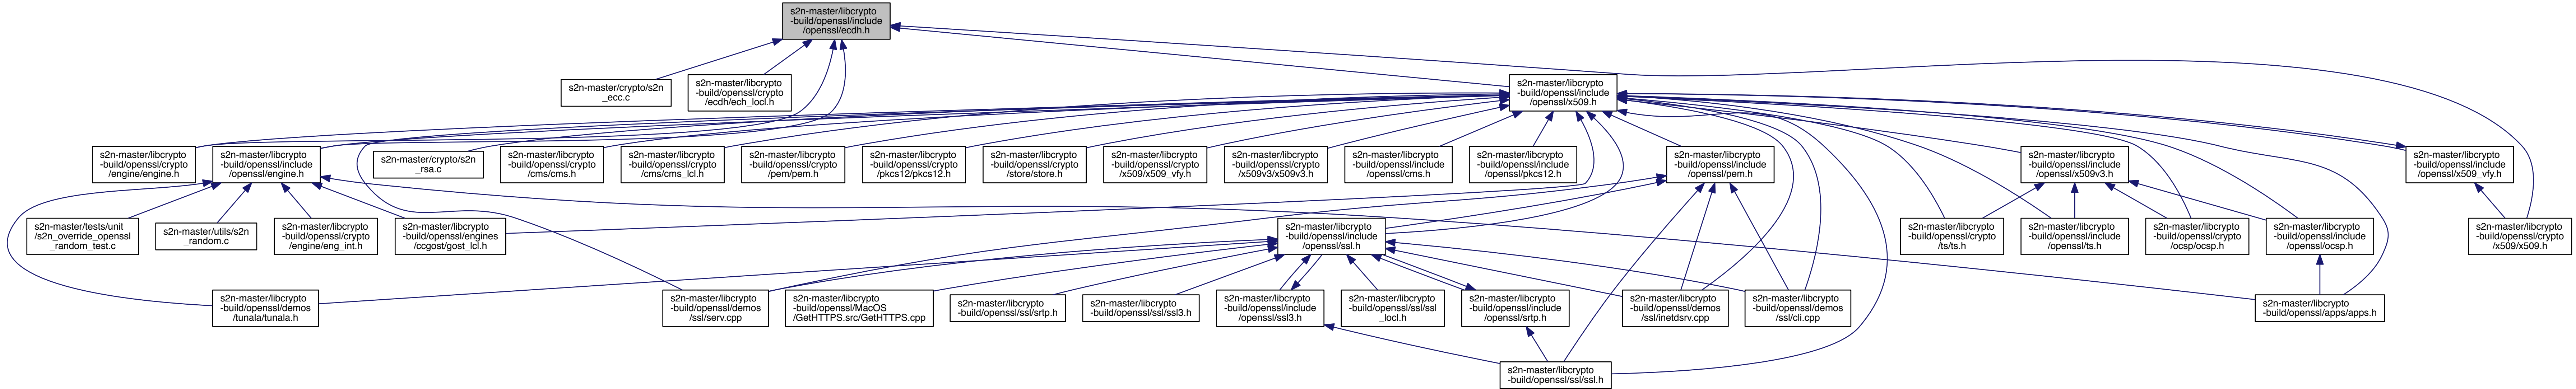 s2n-master/libcrypto
-build/openssl/include
/openssl/ecdh.h
s2n-master/crypto/s2n
_ecc.c
s2n-master/libcrypto
-build/openssl/crypto
/ecdh/ech_locl.h
s2n-master/libcrypto
-build/openssl/include
/openssl/x509.h
s2n-master/libcrypto
-build/openssl/crypto
/engine/engine.h
s2n-master/libcrypto
-build/openssl/include
/openssl/engine.h
s2n-master/crypto/s2n
_rsa.c
s2n-master/libcrypto
-build/openssl/crypto
/cms/cms.h
s2n-master/libcrypto
-build/openssl/crypto
/cms/cms_lcl.h
s2n-master/libcrypto
-build/openssl/crypto
/pem/pem.h
s2n-master/libcrypto
-build/openssl/crypto
/pkcs12/pkcs12.h
s2n-master/libcrypto
-build/openssl/crypto
/store/store.h
s2n-master/libcrypto
-build/openssl/crypto
/x509/x509_vfy.h
s2n-master/libcrypto
-build/openssl/crypto
/x509v3/x509v3.h
s2n-master/libcrypto
-build/openssl/include
/openssl/cms.h
s2n-master/libcrypto
-build/openssl/include
/openssl/pkcs12.h
s2n-master/libcrypto
-build/openssl/include
/openssl/pem.h
s2n-master/libcrypto
-build/openssl/include
/openssl/x509v3.h
s2n-master/libcrypto
-build/openssl/include
/openssl/x509_vfy.h
s2n-master/tests/unit
/s2n_override_openssl
_random_test.c
s2n-master/utils/s2n
_random.c
s2n-master/libcrypto
-build/openssl/crypto
/engine/eng_int.h
s2n-master/libcrypto
-build/openssl/engines
/ccgost/gost_lcl.h
s2n-master/libcrypto
-build/openssl/include
/openssl/ssl.h
s2n-master/libcrypto
-build/openssl/crypto
/ts/ts.h
s2n-master/libcrypto
-build/openssl/include
/openssl/ts.h
s2n-master/libcrypto
-build/openssl/crypto
/ocsp/ocsp.h
s2n-master/libcrypto
-build/openssl/include
/openssl/ocsp.h
s2n-master/libcrypto
-build/openssl/crypto
/x509/x509.h
s2n-master/libcrypto
-build/openssl/demos
/tunala/tunala.h
s2n-master/libcrypto
-build/openssl/demos
/ssl/serv.cpp
s2n-master/libcrypto
-build/openssl/MacOS
/GetHTTPS.src/GetHTTPS.cpp
s2n-master/libcrypto
-build/openssl/ssl/srtp.h
s2n-master/libcrypto
-build/openssl/ssl/ssl3.h
s2n-master/libcrypto
-build/openssl/include
/openssl/ssl3.h
s2n-master/libcrypto
-build/openssl/ssl/ssl
_locl.h
s2n-master/libcrypto
-build/openssl/include
/openssl/srtp.h
s2n-master/libcrypto
-build/openssl/demos
/ssl/inetdsrv.cpp
s2n-master/libcrypto
-build/openssl/demos
/ssl/cli.cpp
s2n-master/libcrypto
-build/openssl/apps/apps.h
s2n-master/libcrypto
-build/openssl/ssl/ssl.h